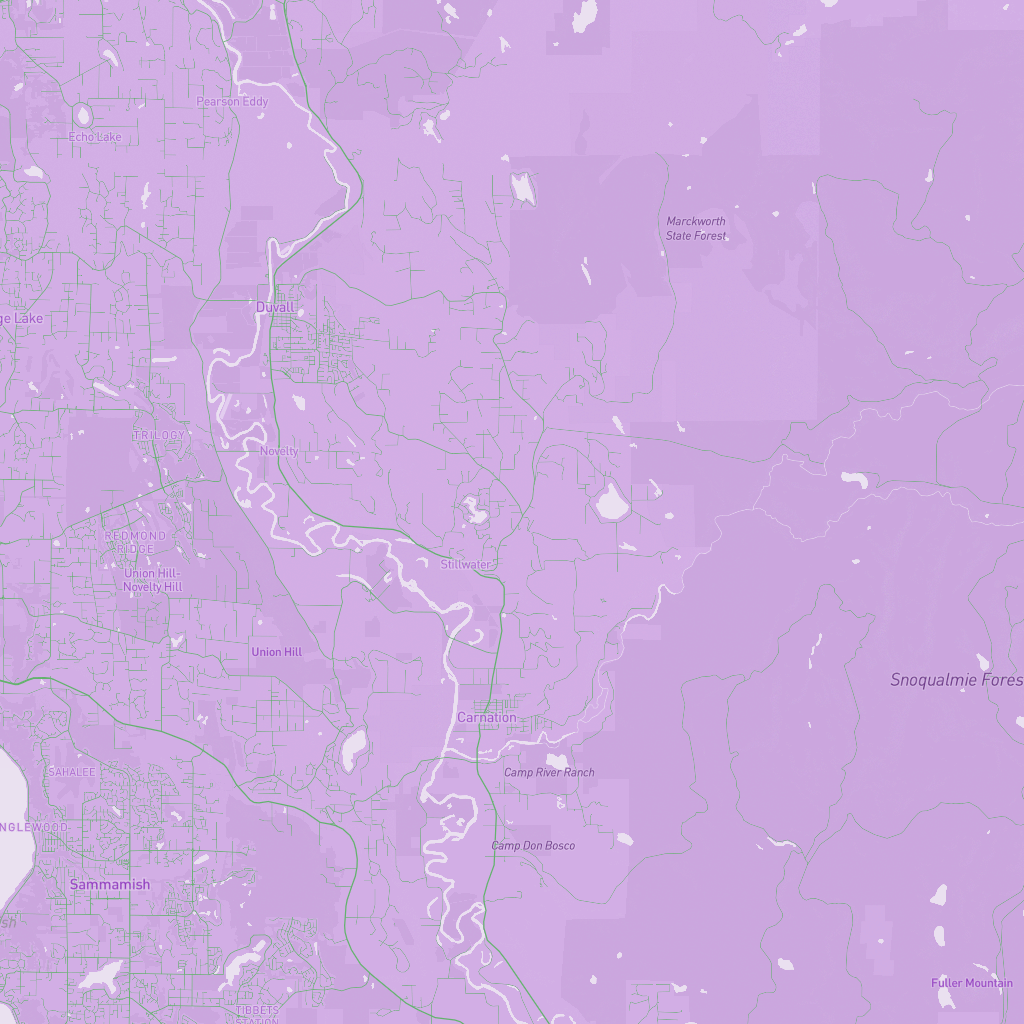 Pearson Eddy
Echo Lake
Marckworth
State Forest
Duvall
ge Lake
TRILOGY
Novelty
REDMOND
RIDGE
Stillwater
Union Hill-
Novelty Hill
Union Hill
Snoqualmie Fores
Carnation
SAHALEE
Camp River Ranch
NGLEWOOD
Camp Don Bosco
Sammamish
sh
Fuller Mountain
TIBBETS
STATION